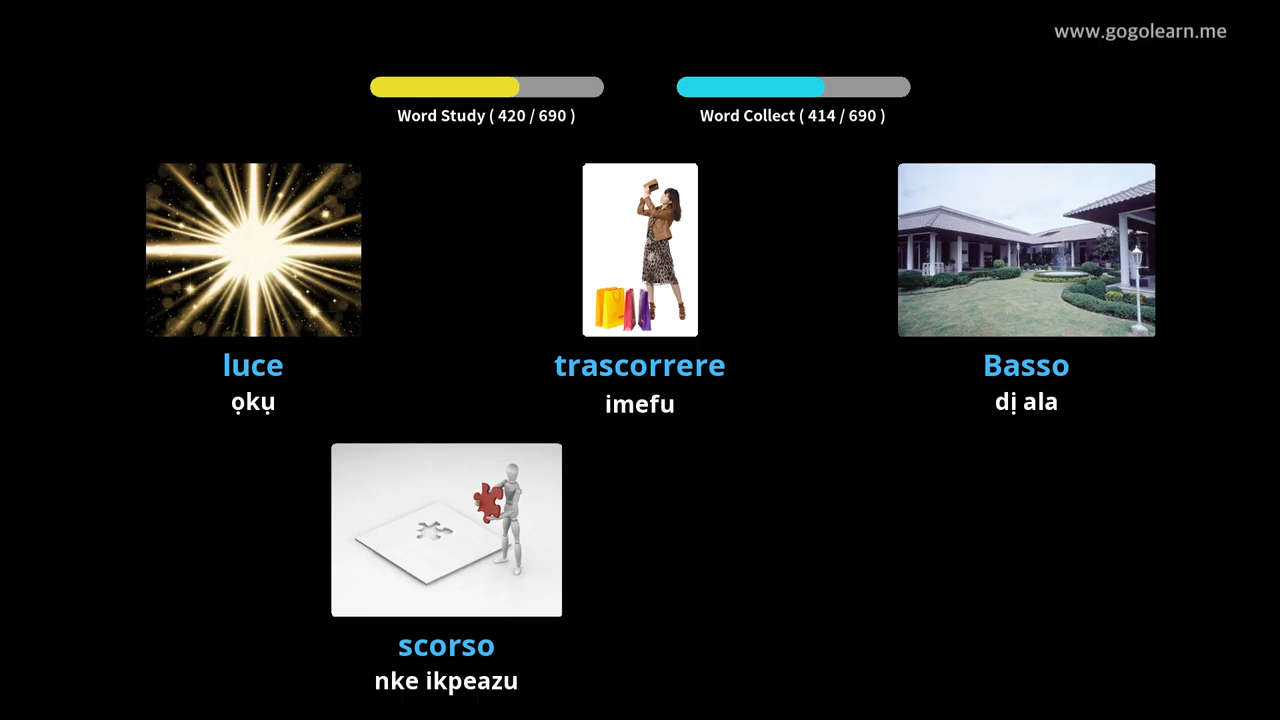 www.gogolearn.me
Word Study ( 420 / 690 )
Word Collect ( 414 / 690 )
luce
trascorrere
Basso
ọkụ
imefu
dị ala
scorso
nke ikpeazu